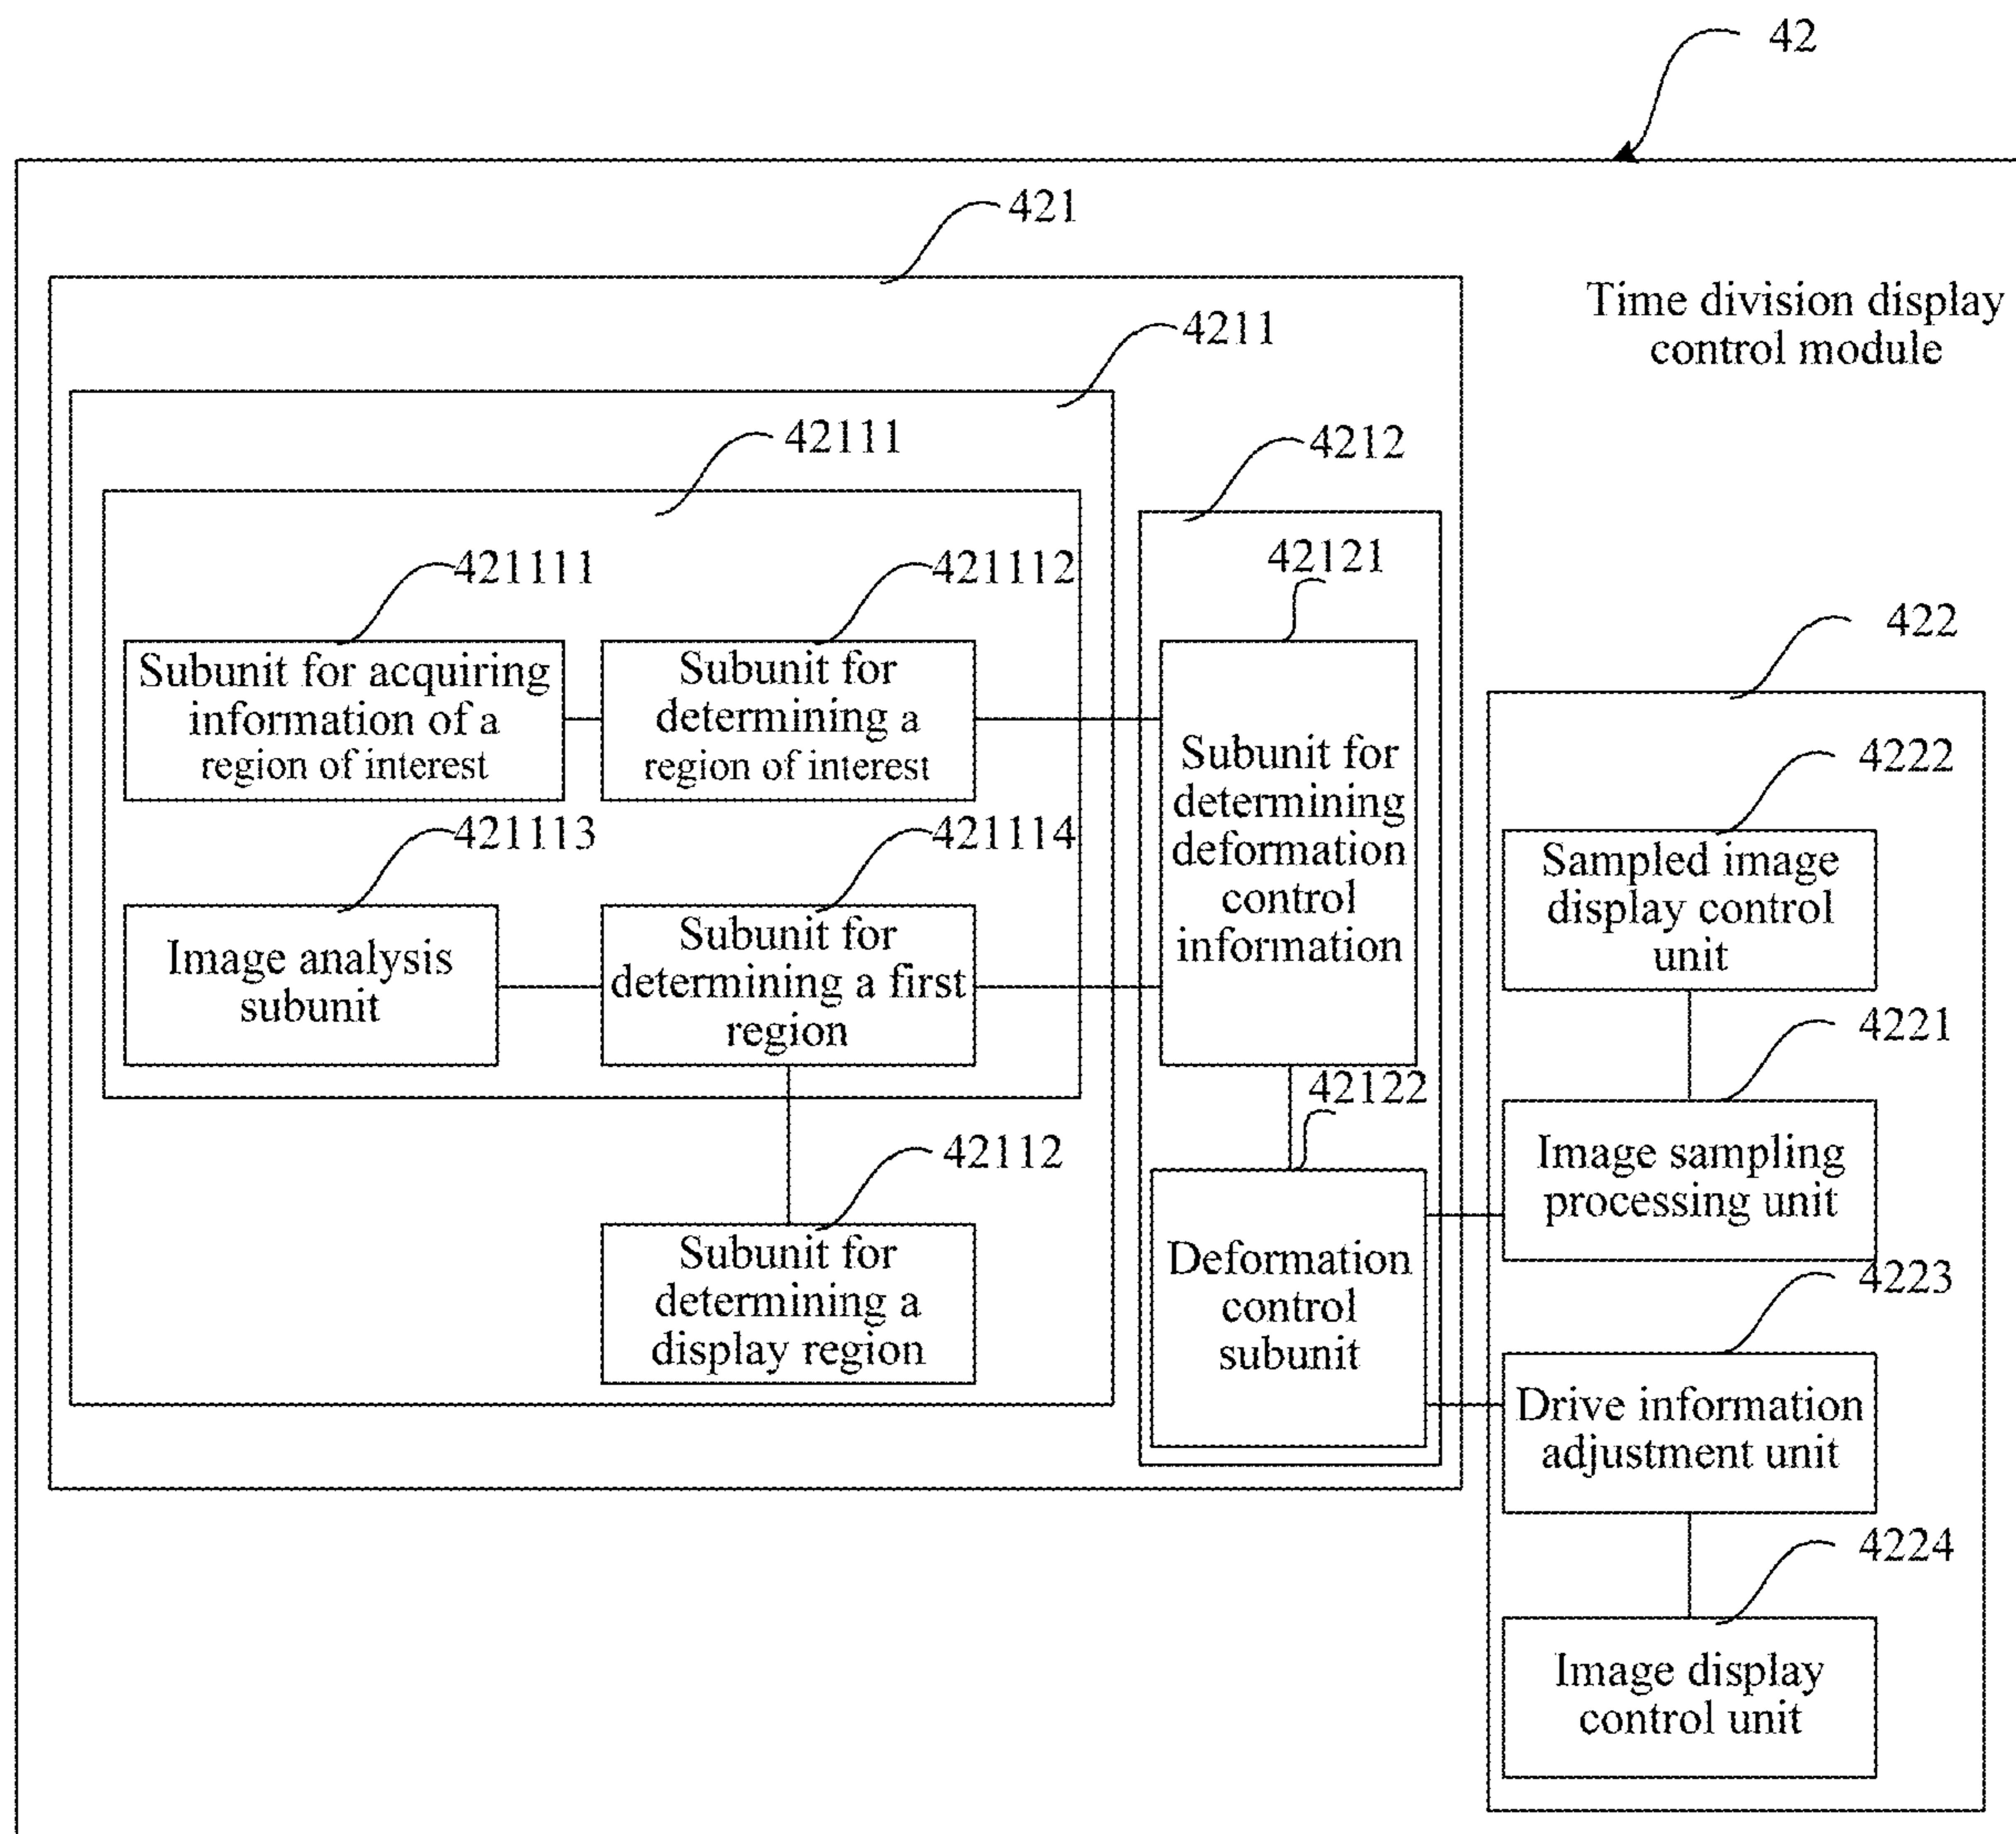 42
421
Time division display
control module
4211
42111
4212
421111
421112
42121
422
Subunit for acquiring
information of a
region of interest
Subunit for
determining a
region of interest
Subunit for
determining
deformation
control
information
4222
421113
421114
Sampled image
display control
unit
Image analysis
subunit
Subunit for
determining a first
region
4221
42122
42112
Image sampling
processing unit
Subunit for
determining a
display region
Deformation
control
subunit
4223
Drive information
adjustment unit
4224
Image display
control unit